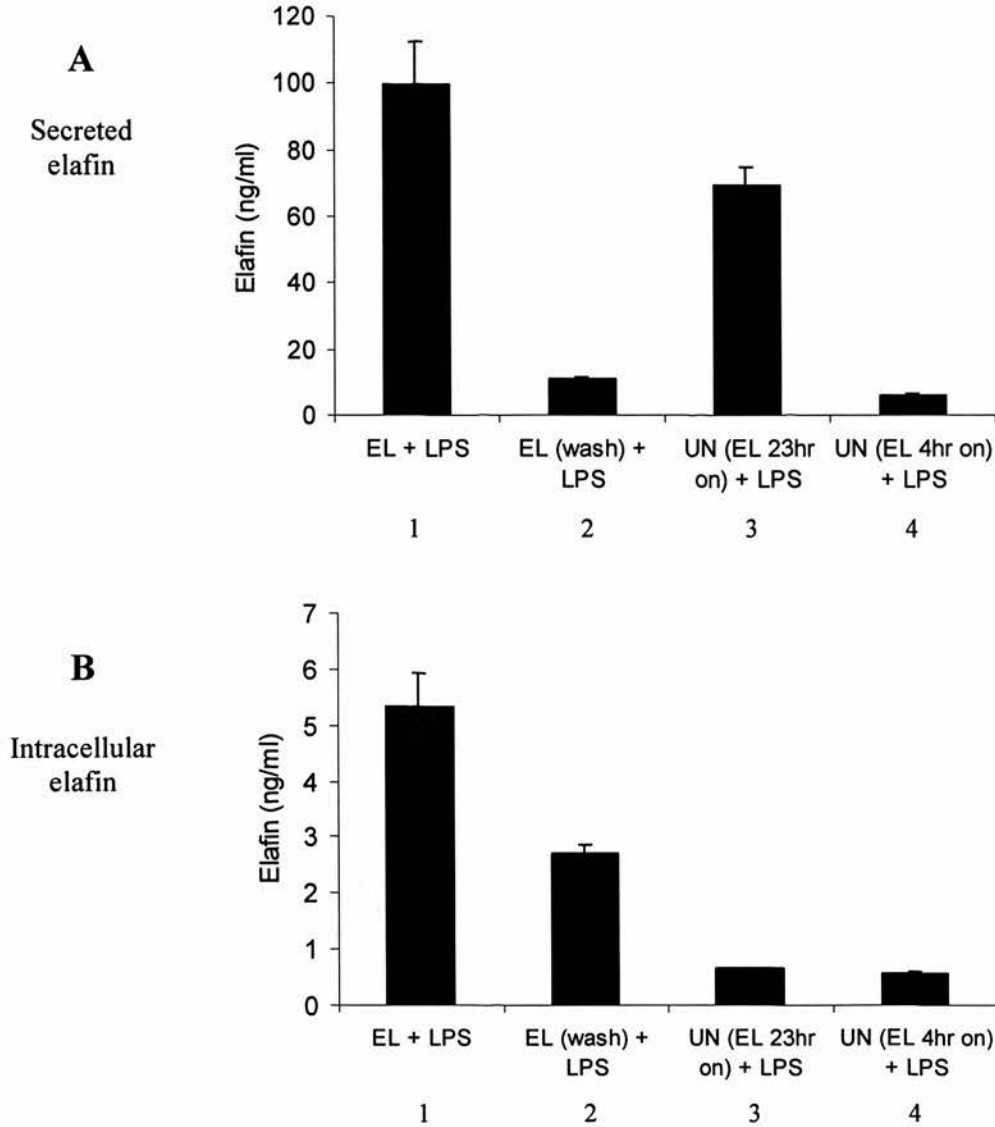 A
Secreted
elafin
Elafin (ng/ml)
120
100
80
60
40
20
0
EL + LPS
EL (wash) +
LPS
UN (EL 23hr
on) + LPS
UN (EL 4hr on)
+ LPS
1
2
3
4
B
Intracellular
elafin
Elafin (ng/ml)
7
6
5
4
3
2
1
0
EL + LPS
EL (wash) +
LPS
UN (EL 23hr
on) + LPS
UN (EL 4hr on)
+ LPS
1
2
3
4